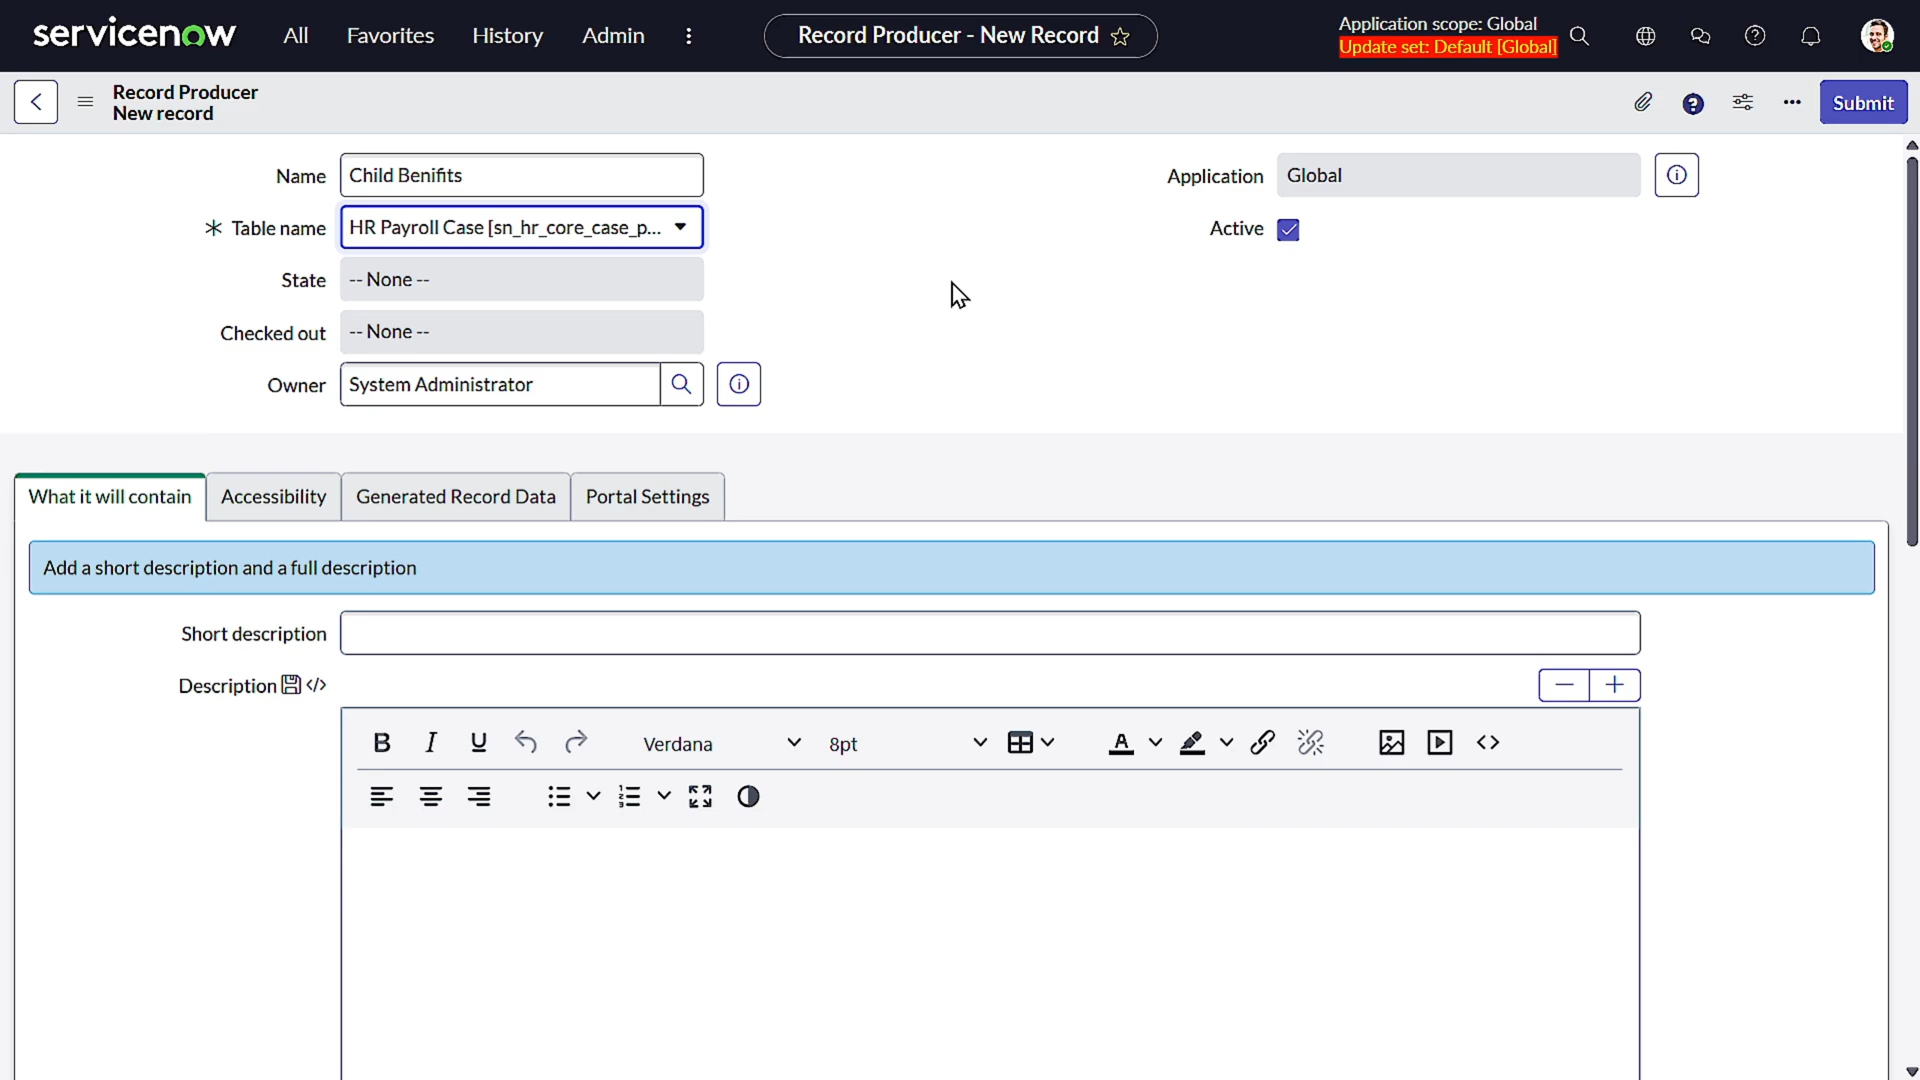 servicenow
All
Favorites
History
Admin
Record Producer - New Record
Application scope: Global
Update set: Default [Global]
Record Producer
New record
Submit
Name
Child Benifits
Application
Global
Table name
HR Payroll Case [sn_hr_core_case_p...
Active
State
-- None --
Checked out
-- None --
Owner
System Administrator
What it will contain
Accessibility
Generated Record Data
Portal Settings
Add a short description and a full description
Short description
Description
Verdana
8pt